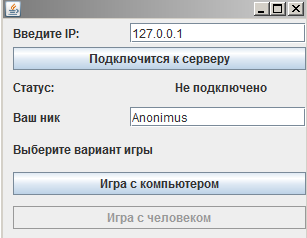 Введите IP: 127.0.0.1
Подключится к серверу
Статус: Не подключено
Ваш ник Anonimus
Выберите вариант игры
Игра с компьютером
Игра с человеком